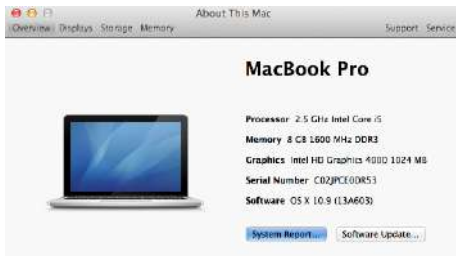 About This Mac
Overview Displays Storage Memory Support Service
MacBook Pro
Processor 2.5 GHz Intel Core i5
Memory 8 GB 1600 MHz DDR3
Graphics Intel HD Graphics 4000 1024 MB
Serial Number
Software OS X 10.9 (13A603)
System Report... Software Update...